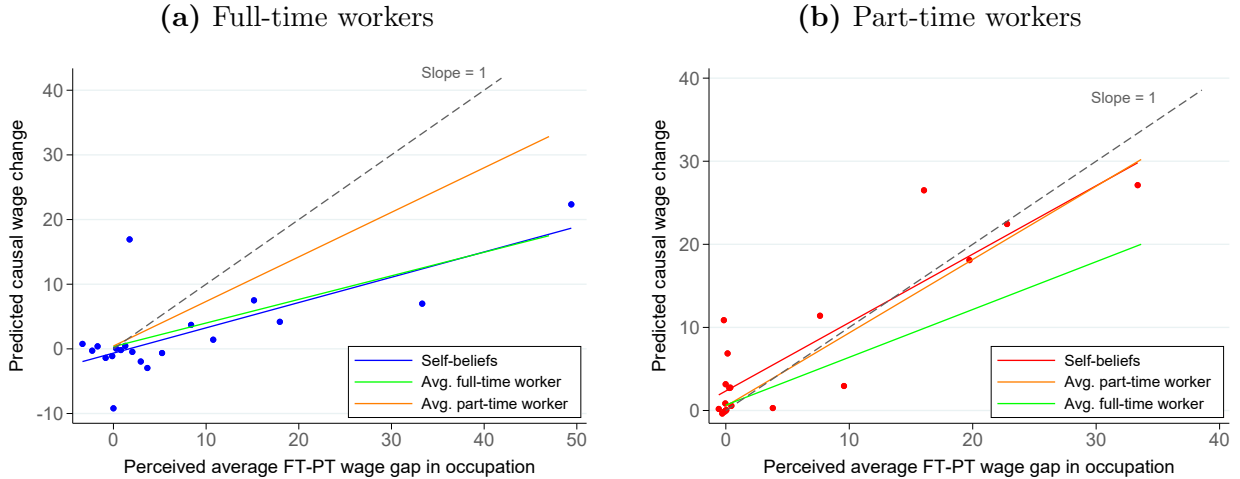 (a) Full-time workers
Slope = 1
40
30
20
10
0
-10
Predicted causal wage change
Self-beliefs
Avg. full-time worker
Avg. part-time worker
0
10
20
30
40
50
Perceived average FT-PT wage gap in occupation
(b) Part-time workers
Slope = 1
40
30
20
10
0
Predicted causal wage change
Self-beliefs
Avg. part-time worker
Avg. full-time worker
0
10
20
30
40
Perceived average FT-PT wage gap in occupation